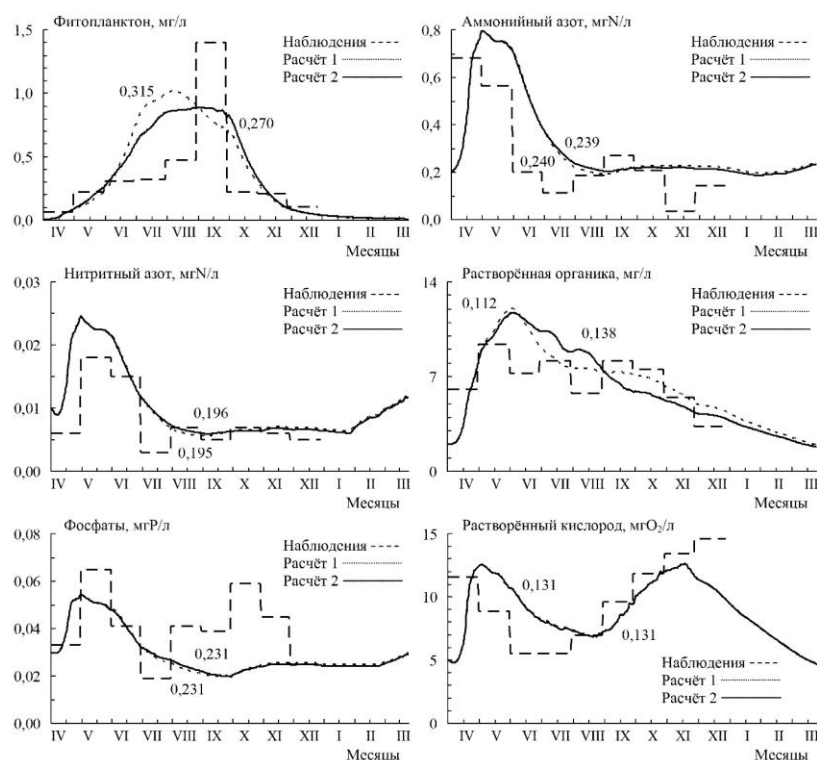 Фитопланктон, мг/л
1,5
1,0
0,5
0,0
Наблюдения
Расчёт 1
Расчёт 2
0,315
0,270
IV V VI VII VIII IX X XI XII I II III
Месяцы
Аммонийный азот, мгN/л
0,8
0,6
0,4
0,2
0,0
Наблюдения
Расчёт 1
Расчёт 2
0,239
0,240
IV V VI VII VIII IX X XI XII I II III
Месяцы
Нитритный азот, мгN/л
0,03
0,02
0,01
0,00
Наблюдения
Расчёт 1
Расчёт 2
0,196
0,195
IV V VI VII VIII IX X XI XII I II III
Месяцы
Растворённая органика, мг/л
14
7
0
Наблюдения
Расчёт 1
Расчёт 2
0,112
0,138
IV V VI VII VIII IX X XI XII I II III
Месяцы
Фосфаты, мгP/л
0,08
0,06
0,04
0,02
0,00
Наблюдения
Расчёт 1
Расчёт 2
0,231
0,231
IV V VI VII VIII IX X XI XII I II III
Месяцы
Растворённый кислород, мгO₂/л
15
10
5
0
0,131
0,131
Наблюдения
Расчёт 1
Расчёт 2
IV V VI VII VIII IX X XI XII I II III
Месяцы